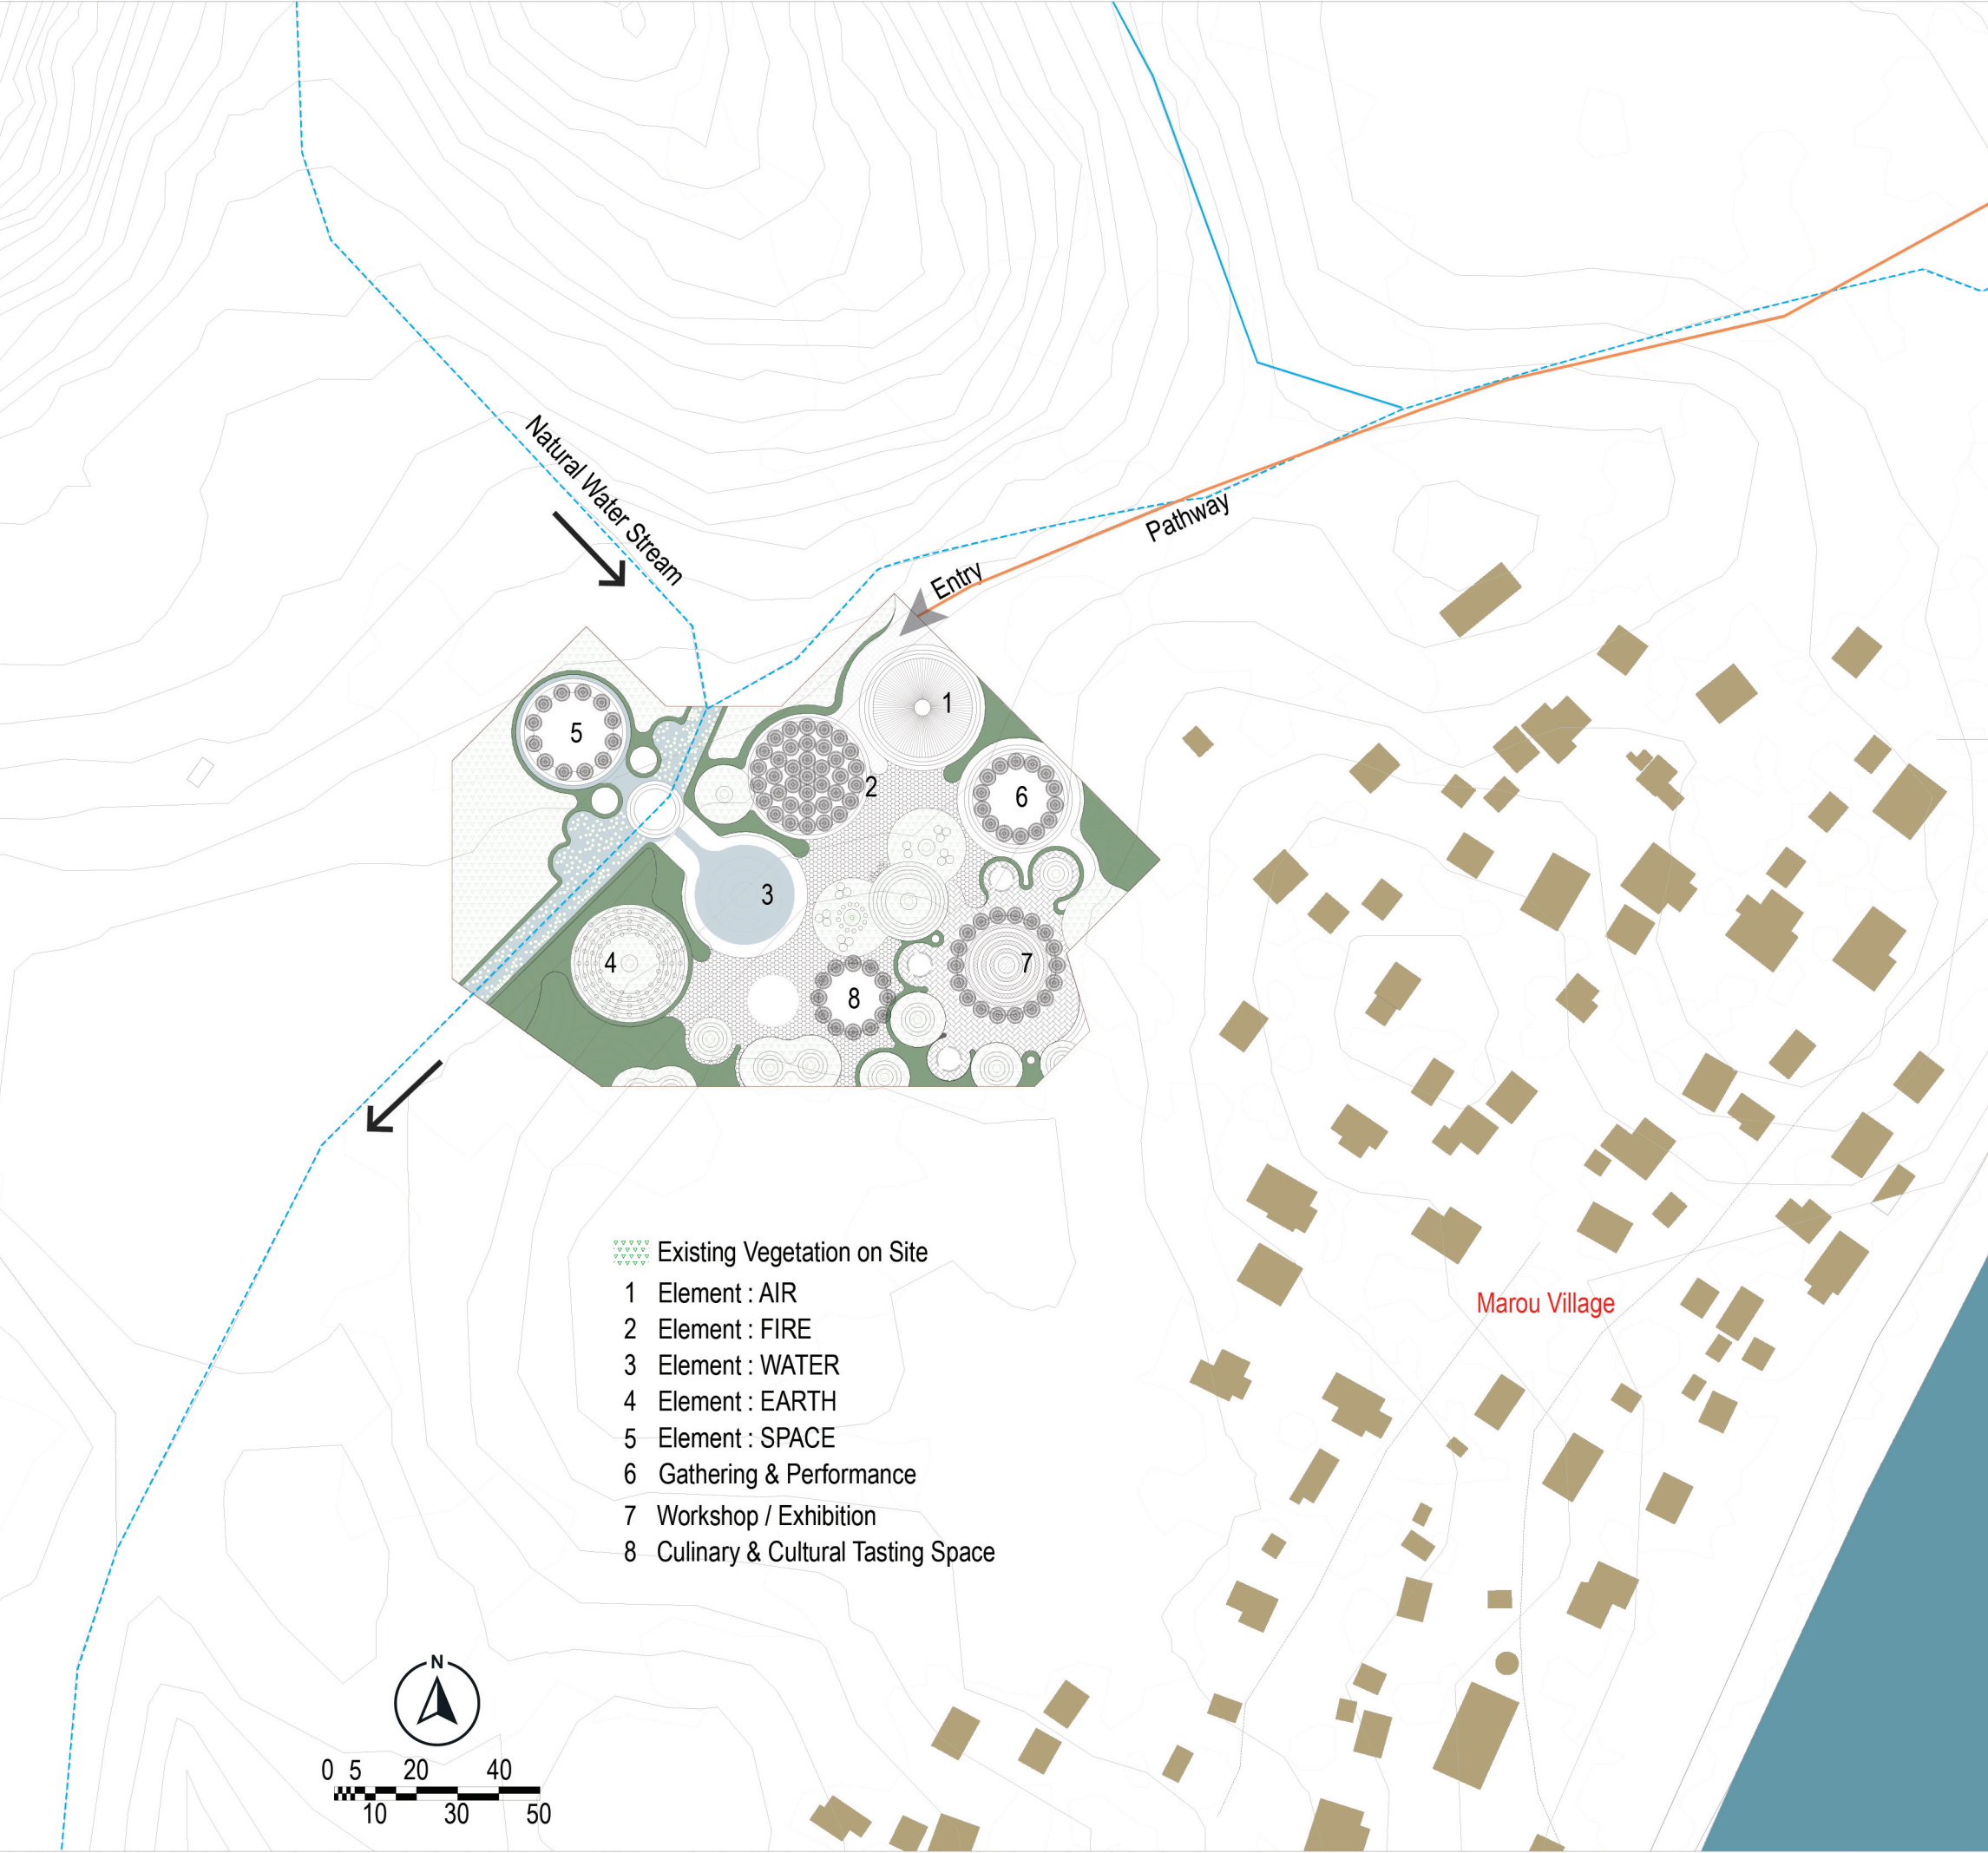 Natural Water Stream
Pathway
Entry
1
5
2
6
3
4
7
8
Existing Vegetation on Site
1 Element : AIR
2 Element : FIRE
3 Element : WATER
4 Element : EARTH
5 Element : SPACE
6 Gathering & Performance
7 Workshop / Exhibition
8 Culinary & Cultural Tasting Space
Marou Village
N
0 5 20 40
10 30 50